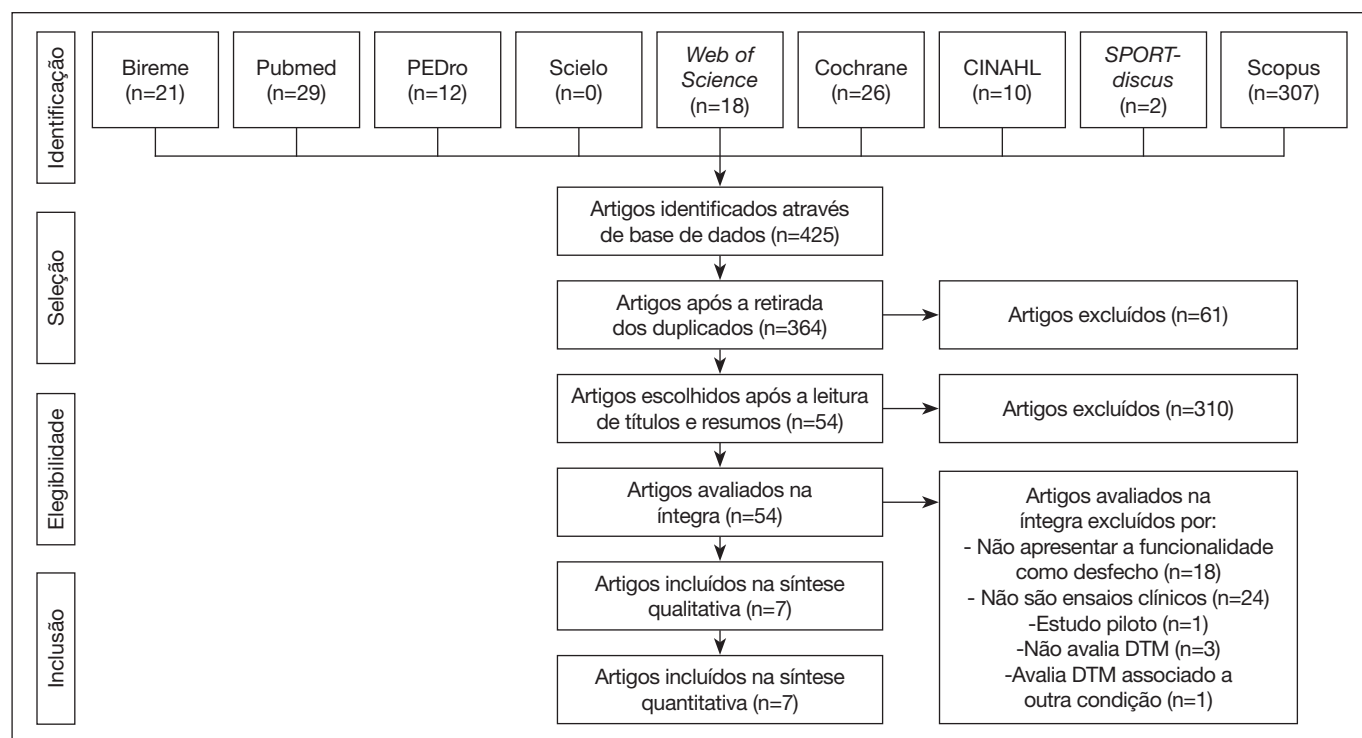 Identificação
Bireme
(n=21)
Pubmed
(n=29)
PEDro
(n=12)
Scielo
(n=0)
Web of
Science
(n=18)
Cochrane
(n=26)
CINAHL
(n=10)
SPORT-
discus
(n=2)
Scopus
(n=307)
Seleção
Artigos identificados através
de base de dados (n=425)
Artigos após a retirada
dos duplicados (n=364)
Artigos excluídos (n=61)
Elegibilidade
Artigos escolhidos após a leitura
de títulos e resumos (n=54)
Artigos excluídos (n=310)
Artigos avaliados na
íntegra (n=54)
Artigos avaliados na
íntegra excluídos por:
- Não apresentar a funcionalidade
como desfecho (n=18)
- Não são ensaios clínicos (n=24)
-Estudo piloto (n=1)
-Não avalia DTM (n=3)
-Avalia DTM associado a
outra condição (n=1)
Inclusão
Artigos incluídos na síntese
qualitativa (n=7)
Artigos incluídos na síntese
quantitativa (n=7)